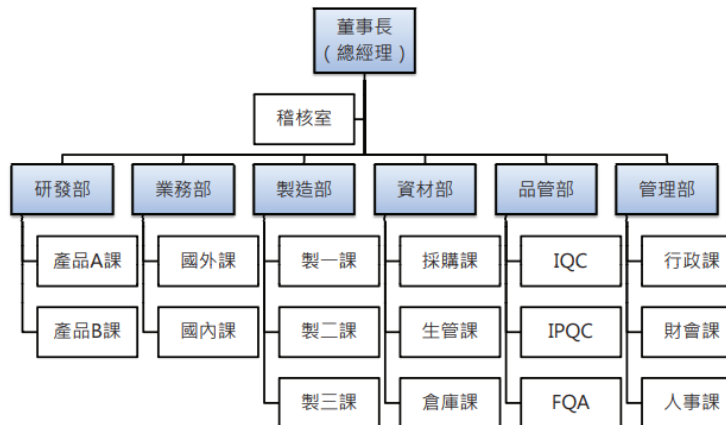 董事長
（總經理）
稽核室
研發部
業務部
製造部
資材部
品管部
管理部
產品A課
國外課
製一課
採購課
IQC
行政課
產品B課
國內課
製二課
生管課
IPQC
財會課
製三課
倉庫課
FQA
人事課